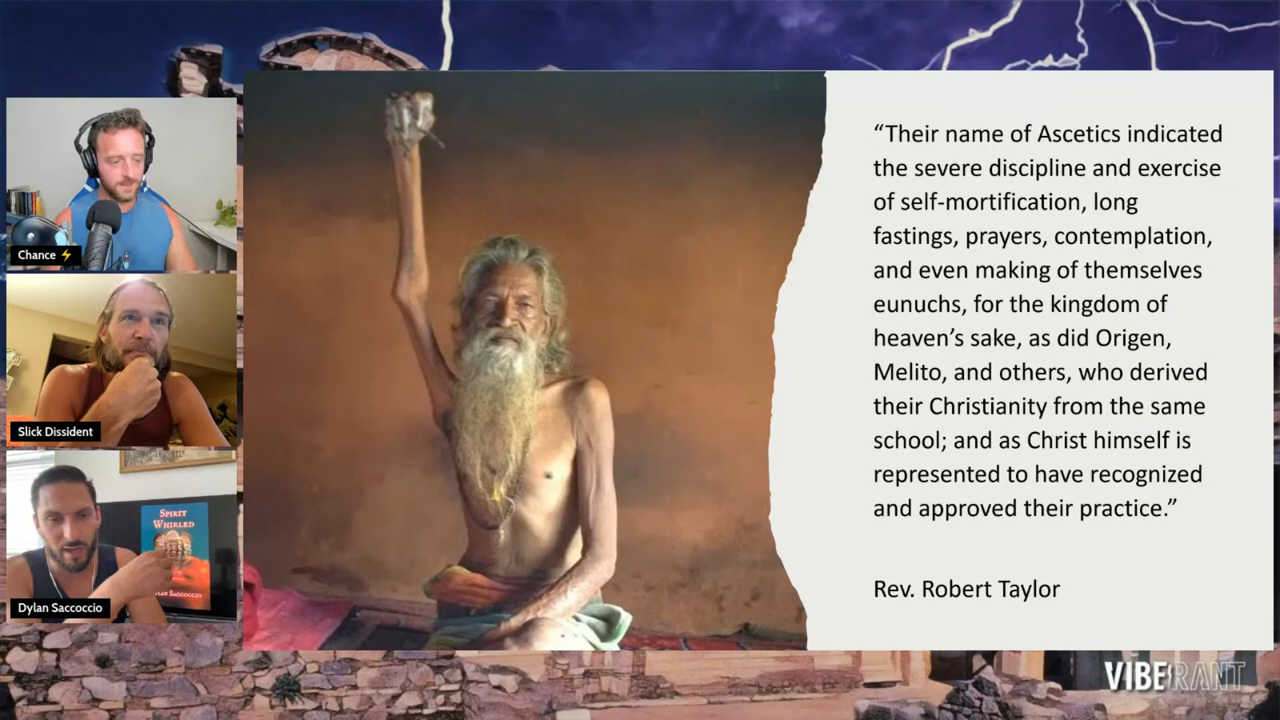 Chance ⚡
Slick Dissident
SPIRIT
WHIRLED
SACCOCCIO
Dylan Saccoccio
“Their name of Ascetics indicated
the severe discipline and exercise
of self-mortification, long
fastings, prayers, contemplation,
and even making of themselves
eunuchs, for the kingdom of
heaven’s sake, as did Origen,
Melito, and others, who derived
their Christianity from the same
school; and as Christ himself is
represented to have recognized
and approved their practice.”
Rev. Robert Taylor
VIBERANT